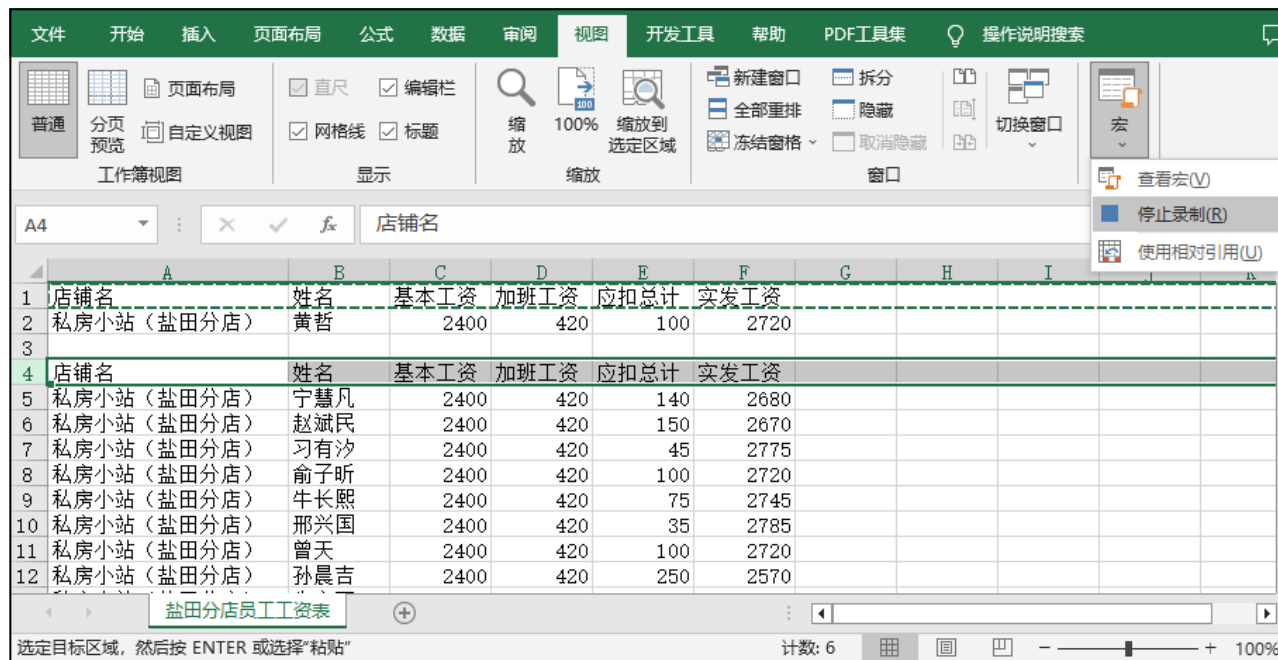 文件 开始 插入 页面布局 公式 数据 审阅 视图 开发工具 帮助 PDF工具集 操作说明搜索
普通
分页
预览
页面布局
自定义视图
工作簿视图
直尺 编辑栏
网格线 标题
显示
缩
放
100
100%
缩放到
选定区域
缩放
新建窗口 拆分
全部重排 隐藏
冻结窗格 取消隐藏
切换窗口
窗口
宏
查看宏(V)
停止录制(R)
使用相对引用(U)
A4 fx 店铺名
A B C D E F G H I J K
1 店铺名 姓名 基本工资 加班工资 应扣总计 实发工资
2 私房小站（盐田分店） 黄哲 2400 420 100 2720
3
4 店铺名 姓名 基本工资 加班工资 应扣总计 实发工资
5 私房小站（盐田分店） 宁慧凡 2400 420 140 2680
6 私房小站（盐田分店） 赵斌民 2400 420 150 2670
7 私房小站（盐田分店） 习有汐 2400 420 45 2775
8 私房小站（盐田分店） 俞子昕 2400 420 100 2720
9 私房小站（盐田分店） 牛长熙 2400 420 75 2745
10 私房小站（盐田分店） 邢兴国 2400 420 35 2785
11 私房小站（盐田分店） 曾天 2400 420 100 2720
12 私房小站（盐田分店） 孙晨吉 2400 420 250 2570
盐田分店员工工资表
选定目标区域，然后按 ENTER 或选择"粘贴" 计数: 6 100%